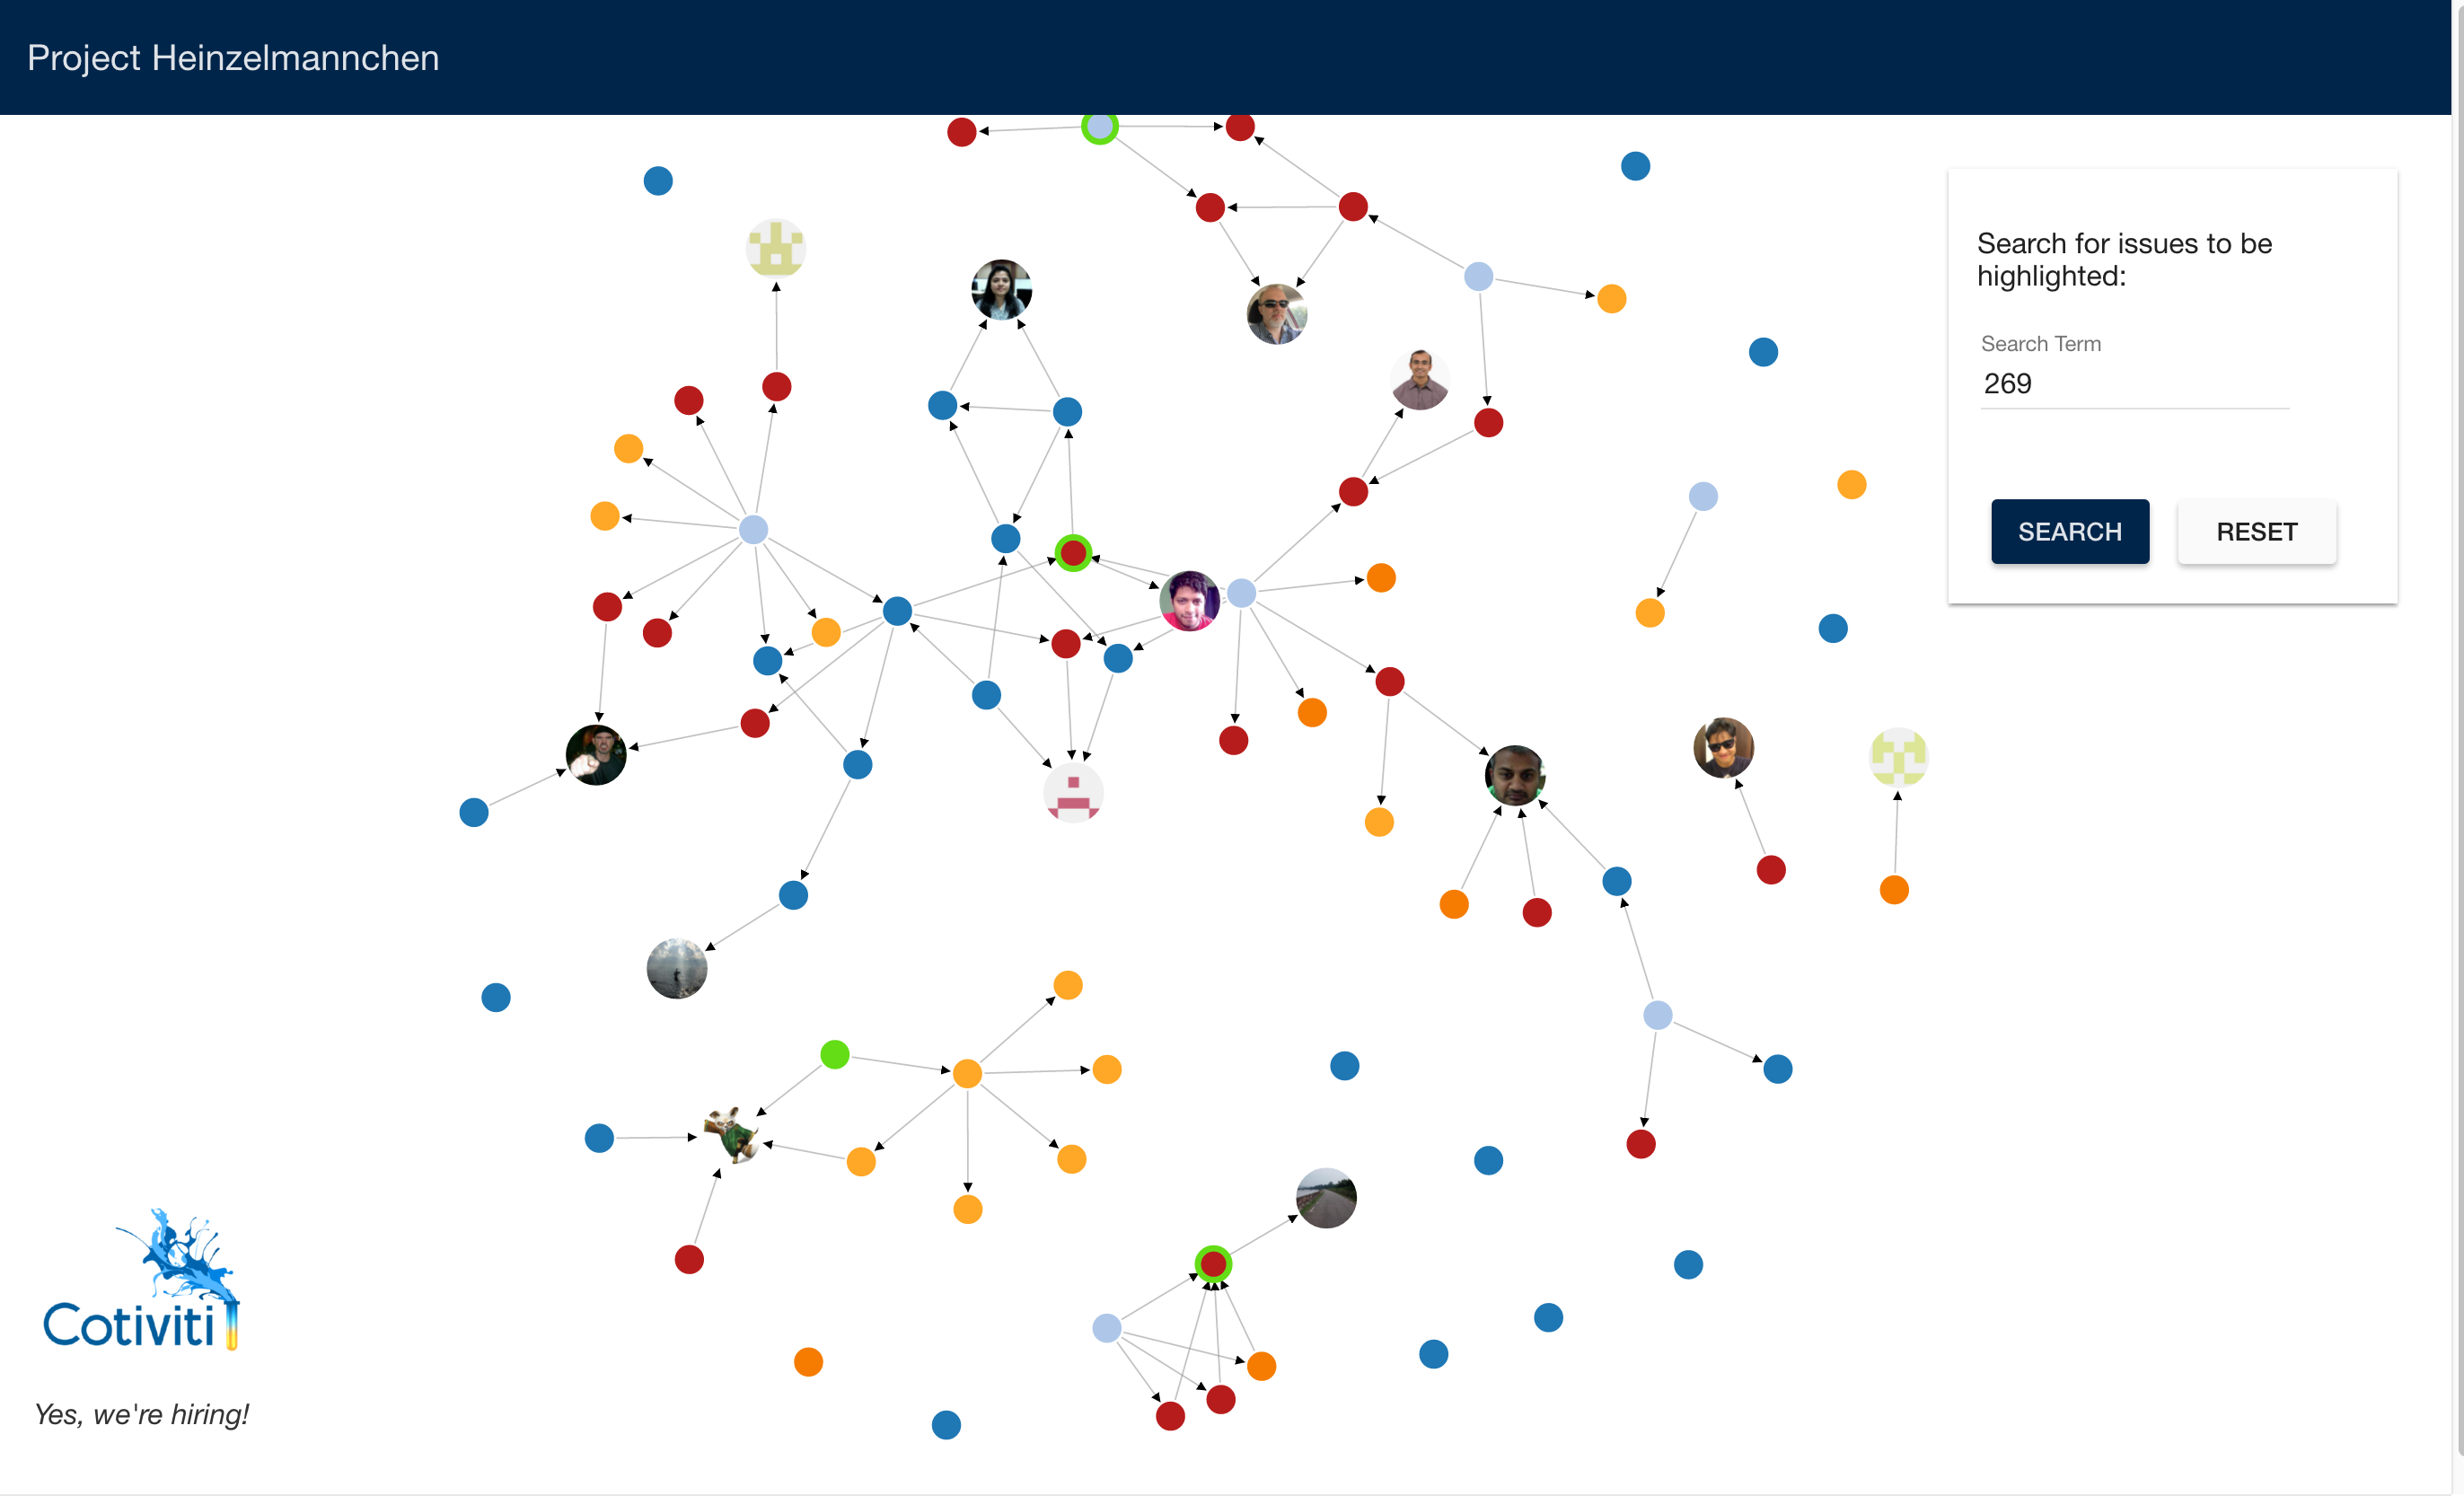 Project Heinzelmannchen
Search for issues to be
highlighted:
Search Term
269
SEARCH RESET
Cotiviti
Yes, we're hiring!